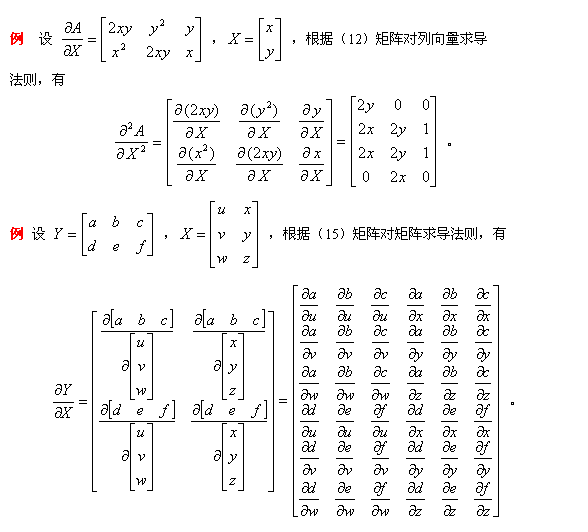 例 设 \frac{\partial A}{\partial X} = \begin{bmatrix} 2xy & y^2 & y \\ x^2 & 2xy & x \end{bmatrix} ， X = \begin{bmatrix} x \\ y \end{bmatrix} ，根据（12）矩阵对列向量求导
法则，有
\frac{\partial^2 A}{\partial X^2} = \begin{bmatrix} \frac{\partial(2xy)}{\partial X} & \frac{\partial(y^2)}{\partial X} & \frac{\partial y}{\partial X} \\ \frac{\partial(x^2)}{\partial X} & \frac{\partial(2xy)}{\partial X} & \frac{\partial x}{\partial X} \end{bmatrix} = \begin{bmatrix} 2y & 0 & 0 \\ 2x & 2y & 1 \\ 2x & 2y & 1 \\ 0 & 2x & 0 \end{bmatrix} 。
例 设 Y = \begin{bmatrix} a & b & c \\ d & e & f \end{bmatrix} ， X = \begin{bmatrix} u & x \\ v & y \\ w & z \end{bmatrix} ，根据（15）矩阵对矩阵求导法则，有
\frac{\partial Y}{\partial X} = \begin{bmatrix} \frac{\partial[a \ b \ c]}{\partial\begin{bmatrix} u \\ v \\ w \end{bmatrix}} & \frac{\partial[a \ b \ c]}{\partial\begin{bmatrix} x \\ y \\ z \end{bmatrix}} \\ \frac{\partial[d \ e \ f]}{\partial\begin{bmatrix} u \\ v \\ w \end{bmatrix}} & \frac{\partial[d \ e \ f]}{\partial\begin{bmatrix} x \\ y \\ z \end{bmatrix}} \end{bmatrix} = \begin{bmatrix} \frac{\partial a}{\partial u} & \frac{\partial b}{\partial u} & \frac{\partial c}{\partial u} & \frac{\partial a}{\partial x} & \frac{\partial b}{\partial x} & \frac{\partial c}{\partial x} \\ \frac{\partial a}{\partial v} & \frac{\partial b}{\partial v} & \frac{\partial c}{\partial v} & \frac{\partial a}{\partial y} & \frac{\partial b}{\partial y} & \frac{\partial c}{\partial y} \\ \frac{\partial a}{\partial w} & \frac{\partial b}{\partial w} & \frac{\partial c}{\partial w} & \frac{\partial a}{\partial z} & \frac{\partial b}{\partial z} & \frac{\partial c}{\partial z} \\ \frac{\partial d}{\partial u} & \frac{\partial e}{\partial u} & \frac{\partial f}{\partial u} & \frac{\partial d}{\partial x} & \frac{\partial e}{\partial x} & \frac{\partial f}{\partial x} \\ \frac{\partial d}{\partial v} & \frac{\partial e}{\partial v} & \frac{\partial f}{\partial v} & \frac{\partial d}{\partial y} & \frac{\partial e}{\partial y} & \frac{\partial f}{\partial y} \\ \frac{\partial d}{\partial w} & \frac{\partial e}{\partial w} & \frac{\partial f}{\partial w} & \frac{\partial d}{\partial z} & \frac{\partial e}{\partial z} & \frac{\partial f}{\partial z} \end{bmatrix} 。